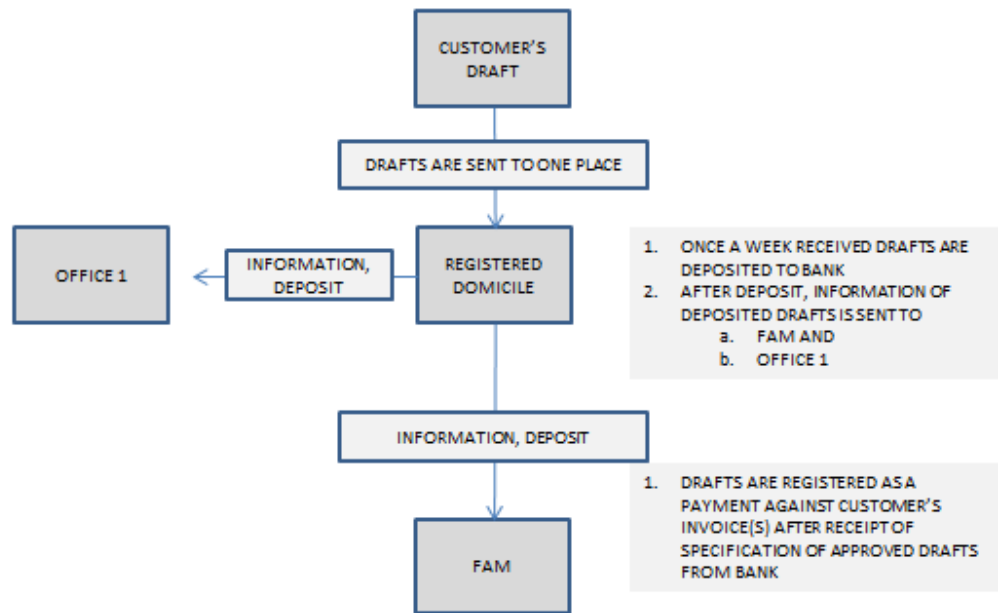 CUSTOMER'S
DRAFT
DRAFTS ARE SENT TO ONE PLACE
OFFICE 1
INFORMATION,
DEPOSIT
REGISTERED
DOMICILE
1. ONCE A WEEK RECEIVED DRAFTS ARE
DEPOSITED TO BANK
2. AFTER DEPOSIT, INFORMATION OF
DEPOSITED DRAFTS IS SENT TO
a. FAM AND
b. OFFICE 1
INFORMATION, DEPOSIT
1. DRAFTS ARE REGISTERED AS A
PAYMENT AGAINST CUSTOMER'S
INVOICE(S) AFTER RECEIPT OF
SPECIFICATION OF APPROVED DRAFTS
FROM BANK
FAM